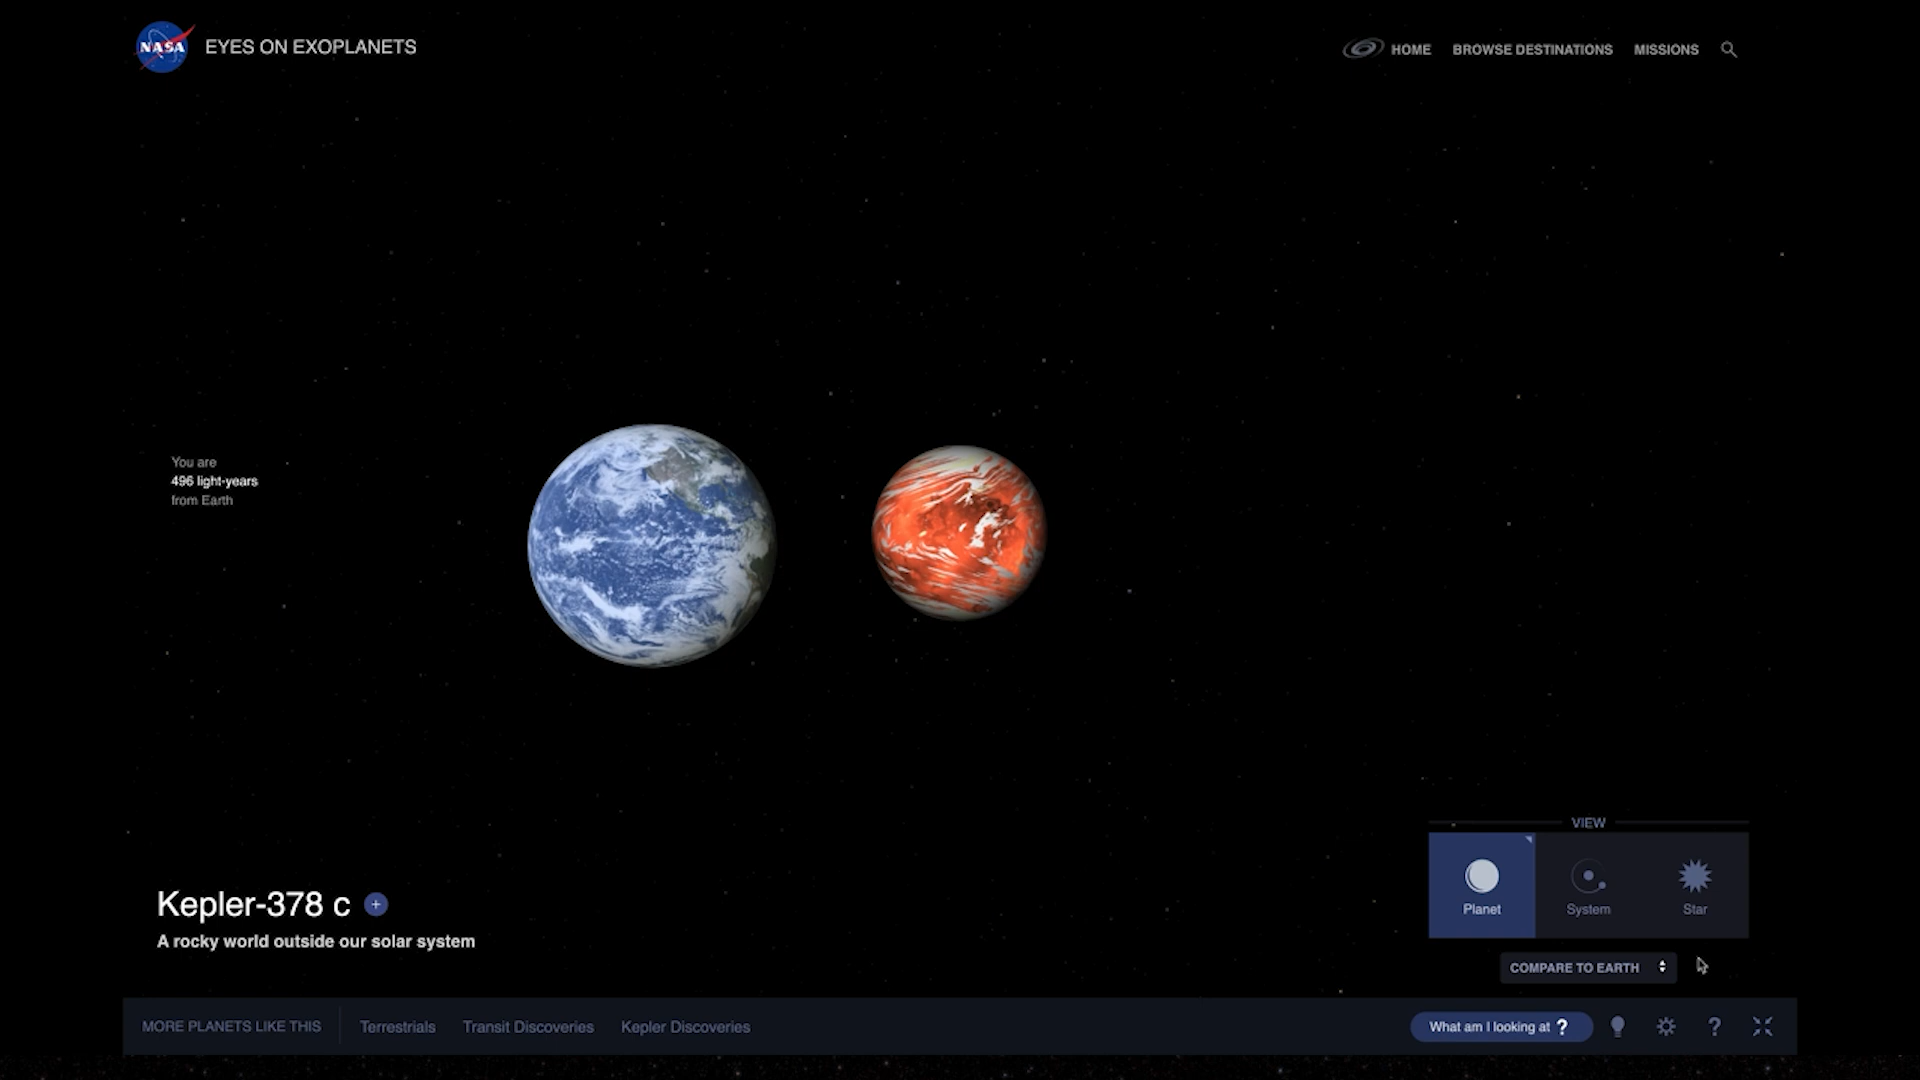 NASA
EYES ON EXOPLANETS
HOME
BROWSE DESTINATIONS
MISSIONS
You are
496 light-years
from Earth
Kepler-378 c +
A rocky world outside our solar system
VIEW
Planet
System
Star
COMPARE TO EARTH
MORE PLANETS LIKE THIS
Terrestrials
Transit Discoveries
Kepler Discoveries
What am I looking at ?
?